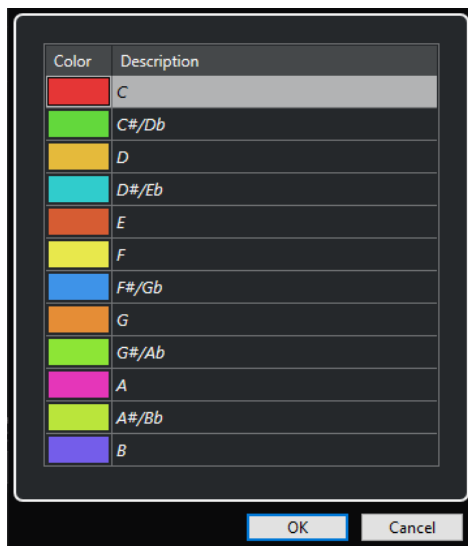 Color Description
C
C#/Db
D
D#/Eb
E
F
F#/Gb
G
G#/Ab
A
A#/Bb
B
OK Cancel